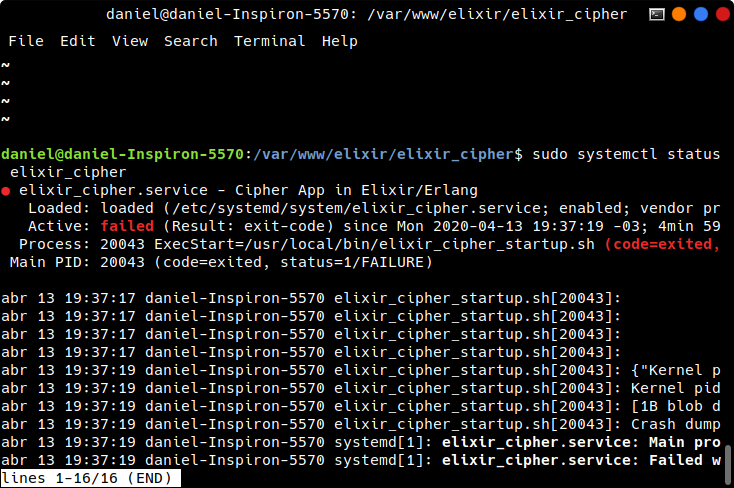 daniel@daniel-Inspiron-5570: /var/www/elixir/elixir_cipher
File Edit View Search Terminal Help
~
~
~
~
daniel@daniel-Inspiron-5570:/var/www/elixir/elixir_cipher$ sudo systemctl status
elixir_cipher
● elixir_cipher.service - Cipher App in Elixir/Erlang
Loaded: loaded (/etc/systemd/system/elixir_cipher.service; enabled; vendor pr
Active: failed (Result: exit-code) since Mon 2020-04-13 19:37:19 -03; 4min 59
Process: 20043 ExecStart=/usr/local/bin/elixir_cipher_startup.sh (code=exited,
Main PID: 20043 (code=exited, status=1/FAILURE)
abr 13 19:37:17 daniel-Inspiron-5570 elixir_cipher_startup.sh[20043]:
abr 13 19:37:17 daniel-Inspiron-5570 elixir_cipher_startup.sh[20043]:
abr 13 19:37:17 daniel-Inspiron-5570 elixir_cipher_startup.sh[20043]:
abr 13 19:37:17 daniel-Inspiron-5570 elixir_cipher_startup.sh[20043]:
abr 13 19:37:19 daniel-Inspiron-5570 elixir_cipher_startup.sh[20043]: {"Kernel p
abr 13 19:37:19 daniel-Inspiron-5570 elixir_cipher_startup.sh[20043]: Kernel pid
abr 13 19:37:19 daniel-Inspiron-5570 elixir_cipher_startup.sh[20043]: [1B blob d
abr 13 19:37:19 daniel-Inspiron-5570 elixir_cipher_startup.sh[20043]: Crash dump
abr 13 19:37:19 daniel-Inspiron-5570 systemd[1]: elixir_cipher.service: Main pro
abr 13 19:37:19 daniel-Inspiron-5570 systemd[1]: elixir_cipher.service: Failed w
lines 1-16/16 (END)